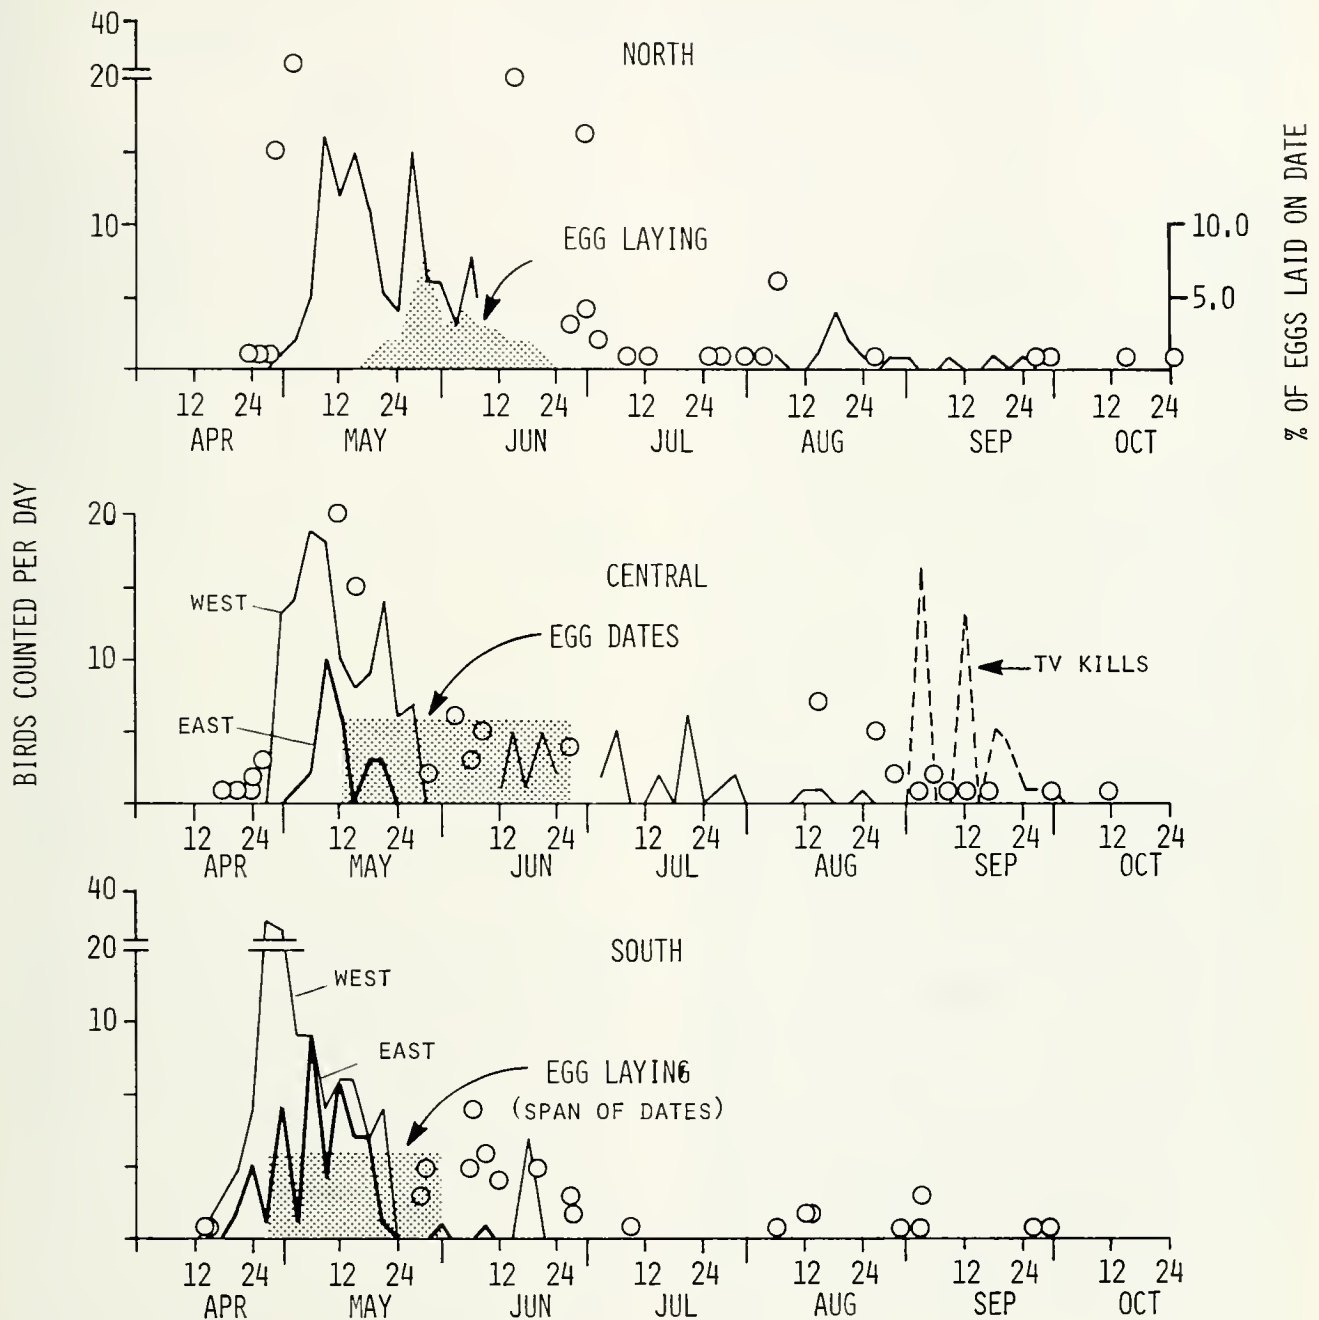 40
NORTH
20
10
EGG LAYING
10.0
5.0
% OF EGGS LAID ON DATE
12 24 12 24 12 24 12 24 12 24 12 24 12 24
APR MAY JUN JUL AUG SEP OCT
BIRDS COUNTED PER DAY
20
CENTRAL
WEST
EGG DATES
10
TV KILLS
EAST
12 24 12 24 12 24 12 24 12 24 12 24 12 24
APR MAY JUN JUL AUG SEP OCT
40
20
SOUTH
WEST
10
EAST
EGG LAYING
(SPAN OF DATES)
12 24 12 24 12 24 12 24 12 24 12 24 12 24
APR MAY JUN JUL AUG SEP OCT